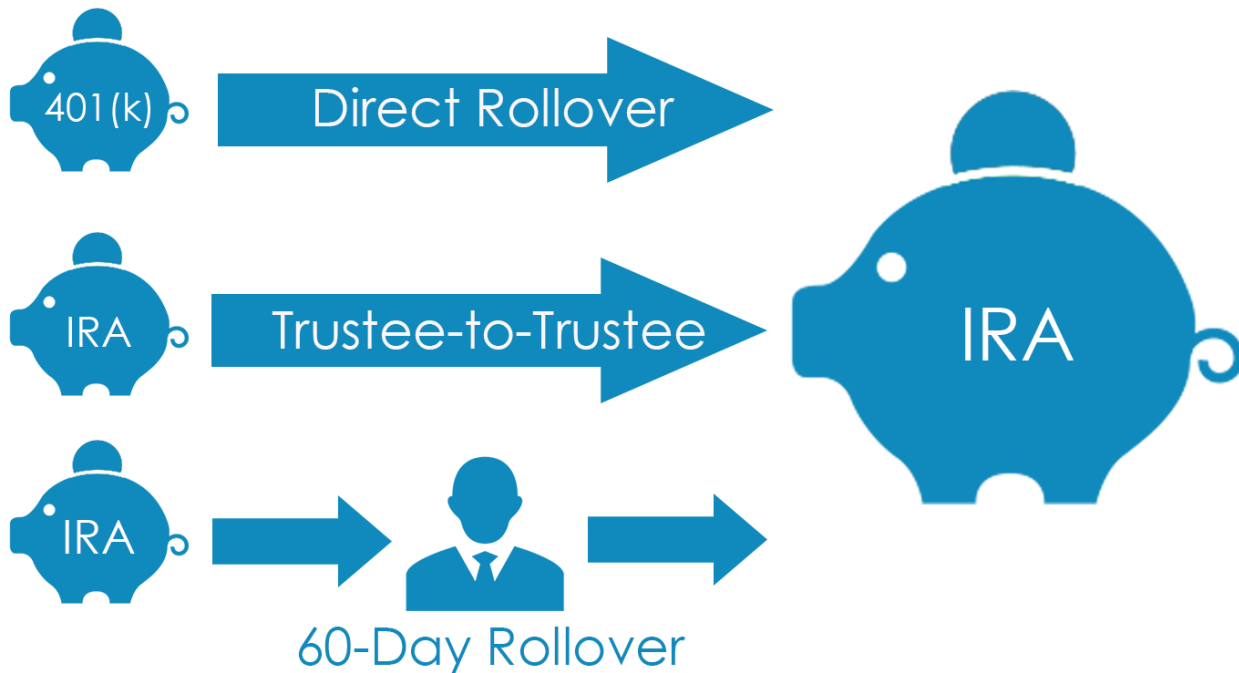 401(k)
Direct Rollover
IRA
Trustee-to-Trustee
IRA
IRA
60-Day Rollover